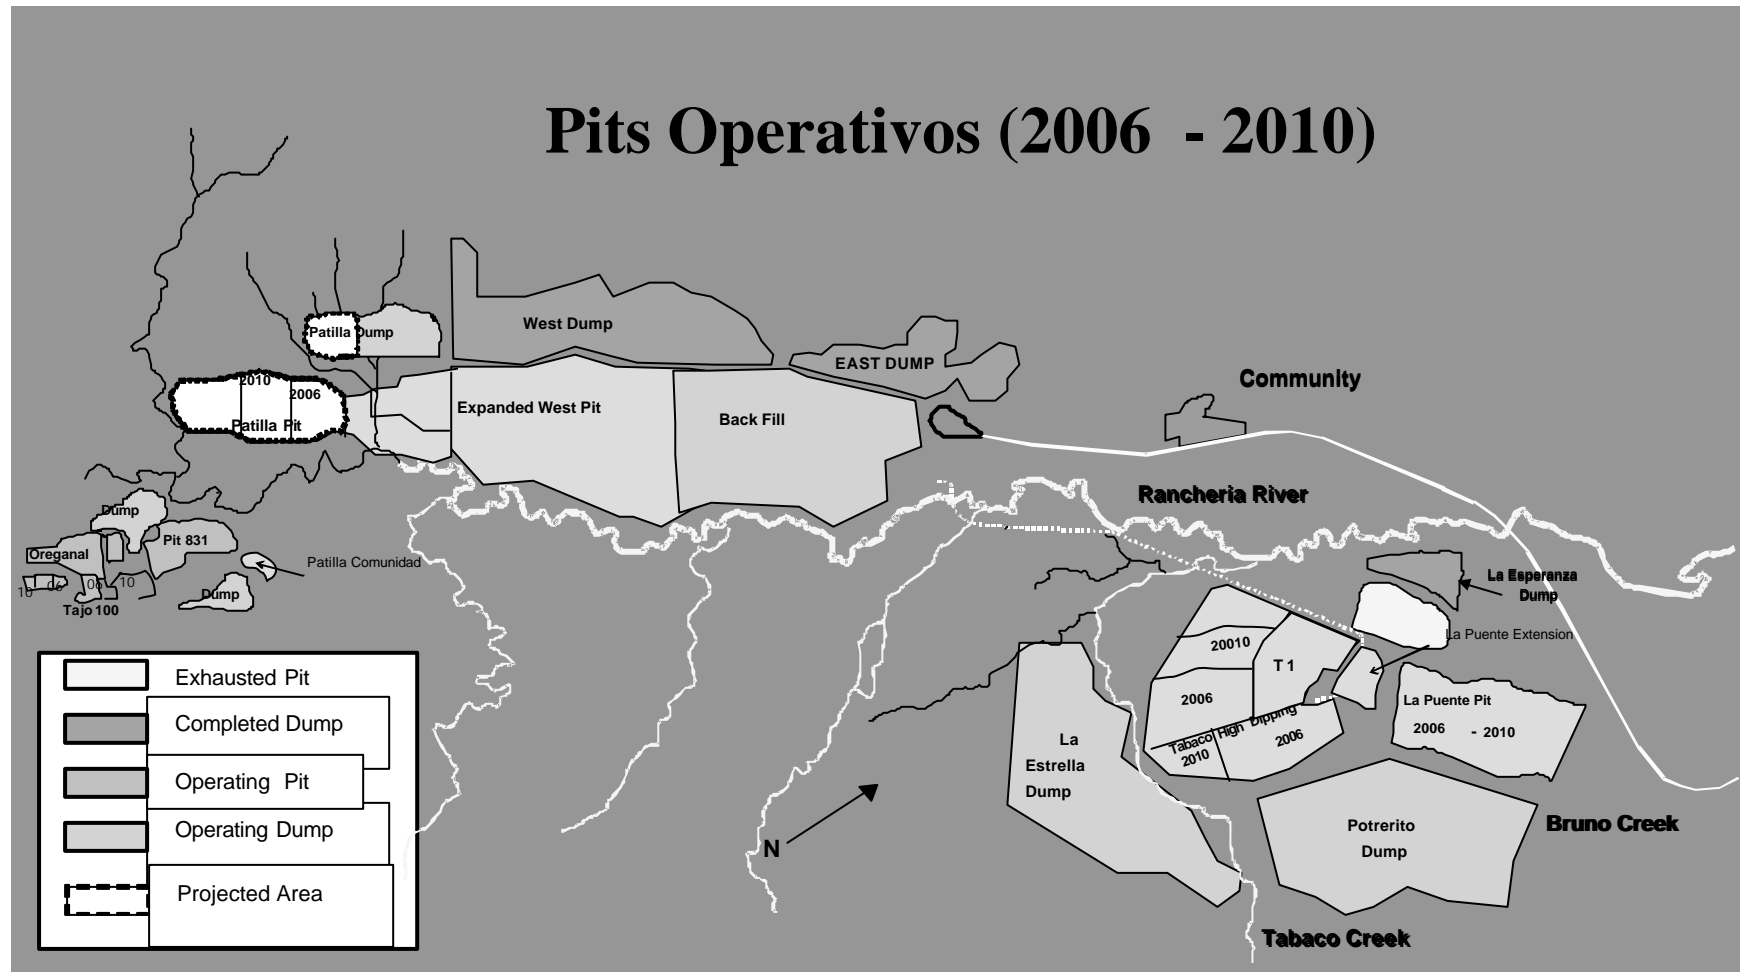 Pits Operativos (2006 - 2010)
West Dump
Patilla Dump
EAST DUMP
Community
2010
2006
Patilla Pit
Expanded West Pit
Back Fill
Rancheria River
Dump
Pit 831
Oreganal
Patilla Comunidad
10
06
06
10
Dump
Tajo 100
La Esperanza
Dump
La Puente Extension
20010
T 1
2006
La Puente Pit
2006 - 2010
Tabaco High Dipping
2010
2006
La
Estrella
Dump
Potrerito
Dump
Bruno Creek
Tabaco Creek
N
Exhausted Pit
Completed Dump
Operating Pit
Operating Dump
Projected Area